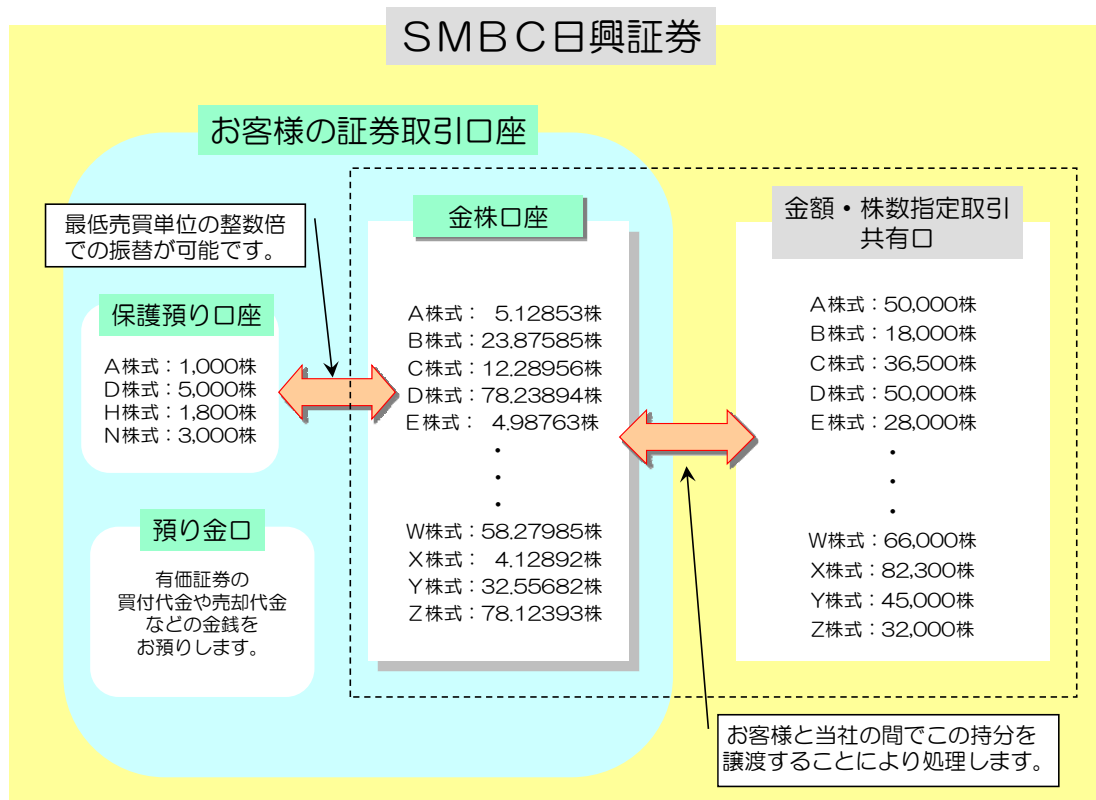 SMBC日興証券
お客様の証券取引口座
最低売買単位の整数倍
での振替が可能です。
保護預り口座
A株式：1,000株
D株式：5,000株
H株式：1,800株
N株式：3,000株
預り金口
有価証券の
買付代金や売却代金
などの金銭を
お預りします。
金株口座
A株式： 5.12853株
B株式：23.87585株
C株式：12.28956株
D株式：78.23894株
E株式： 4.98763株
・
・
・
W株式：58.27985株
X株式： 4.12892株
Y株式：32.55682株
Z株式：78.12393株
金額・株数指定取引
共有口
A株式：50,000株
B株式：18,000株
C株式：36,500株
D株式：50,000株
E株式：28,000株
・
・
・
W株式：66,000株
X株式：82,300株
Y株式：45,000株
Z株式：32,000株
お客様と当社の間でこの持分を
譲渡することにより処理します。